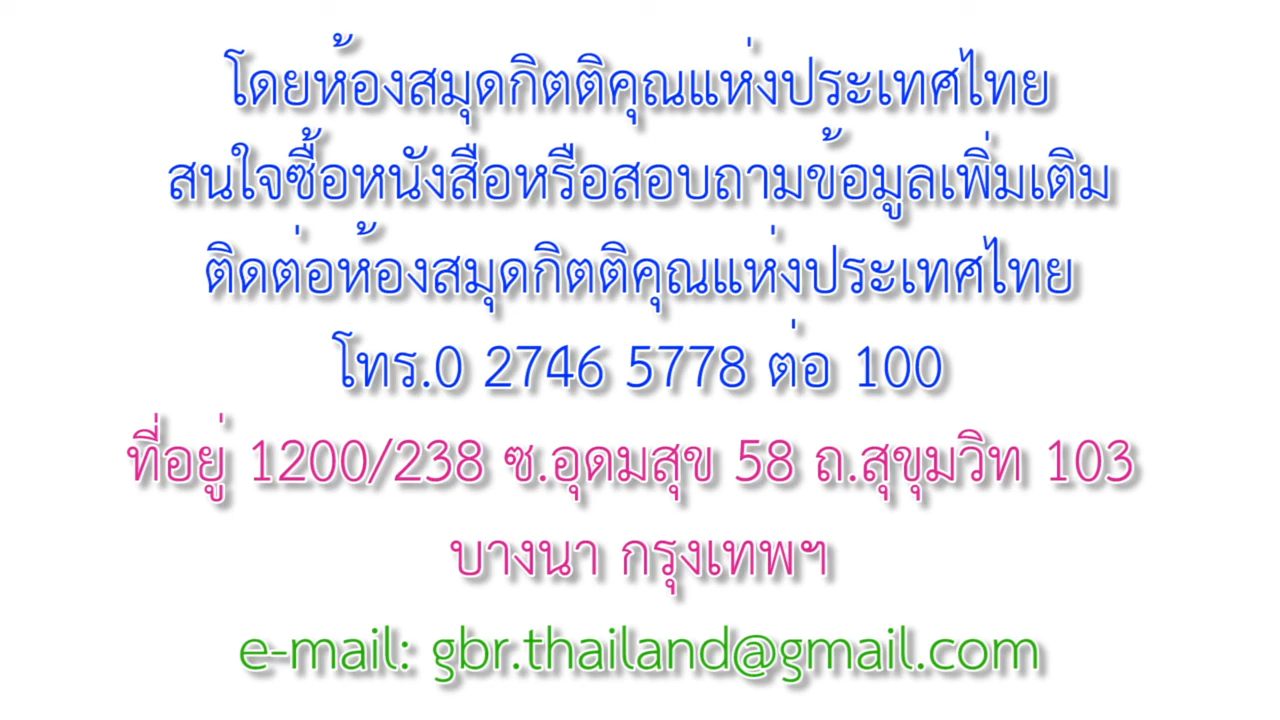 โดยห้องสมุดกิตติคุณแห่งประเทศไทย
สนใจซื้อหนังสือหรือสอบถามข้อมูลเพิ่มเติม
ติดต่อห้องสมุดกิตติคุณแห่งประเทศไทย
โทร.0 2746 5778 ต่อ 100
ที่อยู่ 1200/238 ซ.อุดมสุข 58 ถ.สุขุมวิท 103
บางนา กรุงเทพฯ
e-mail: gbr.thailand@gmail.com